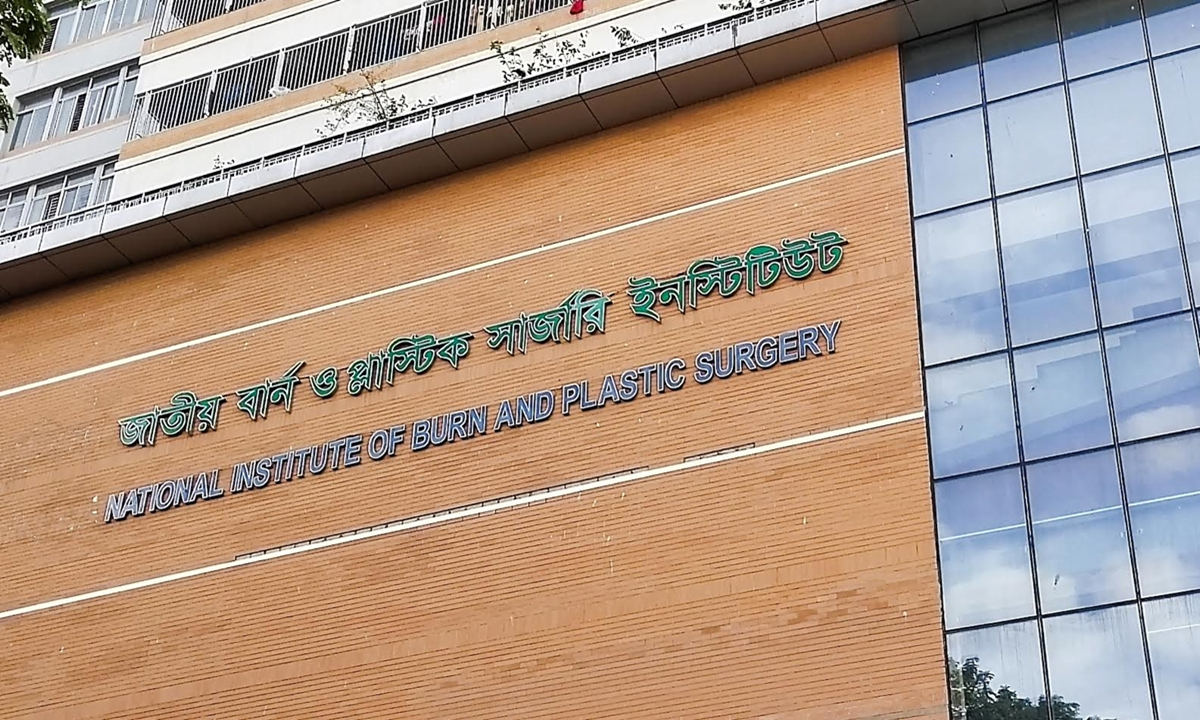 জাতীয় বার্ন ও প্লাস্টিক সার্জারি ইনস্টিটিউট
NATIONAL INSTITUTE OF BURN AND PLASTIC SURGERY